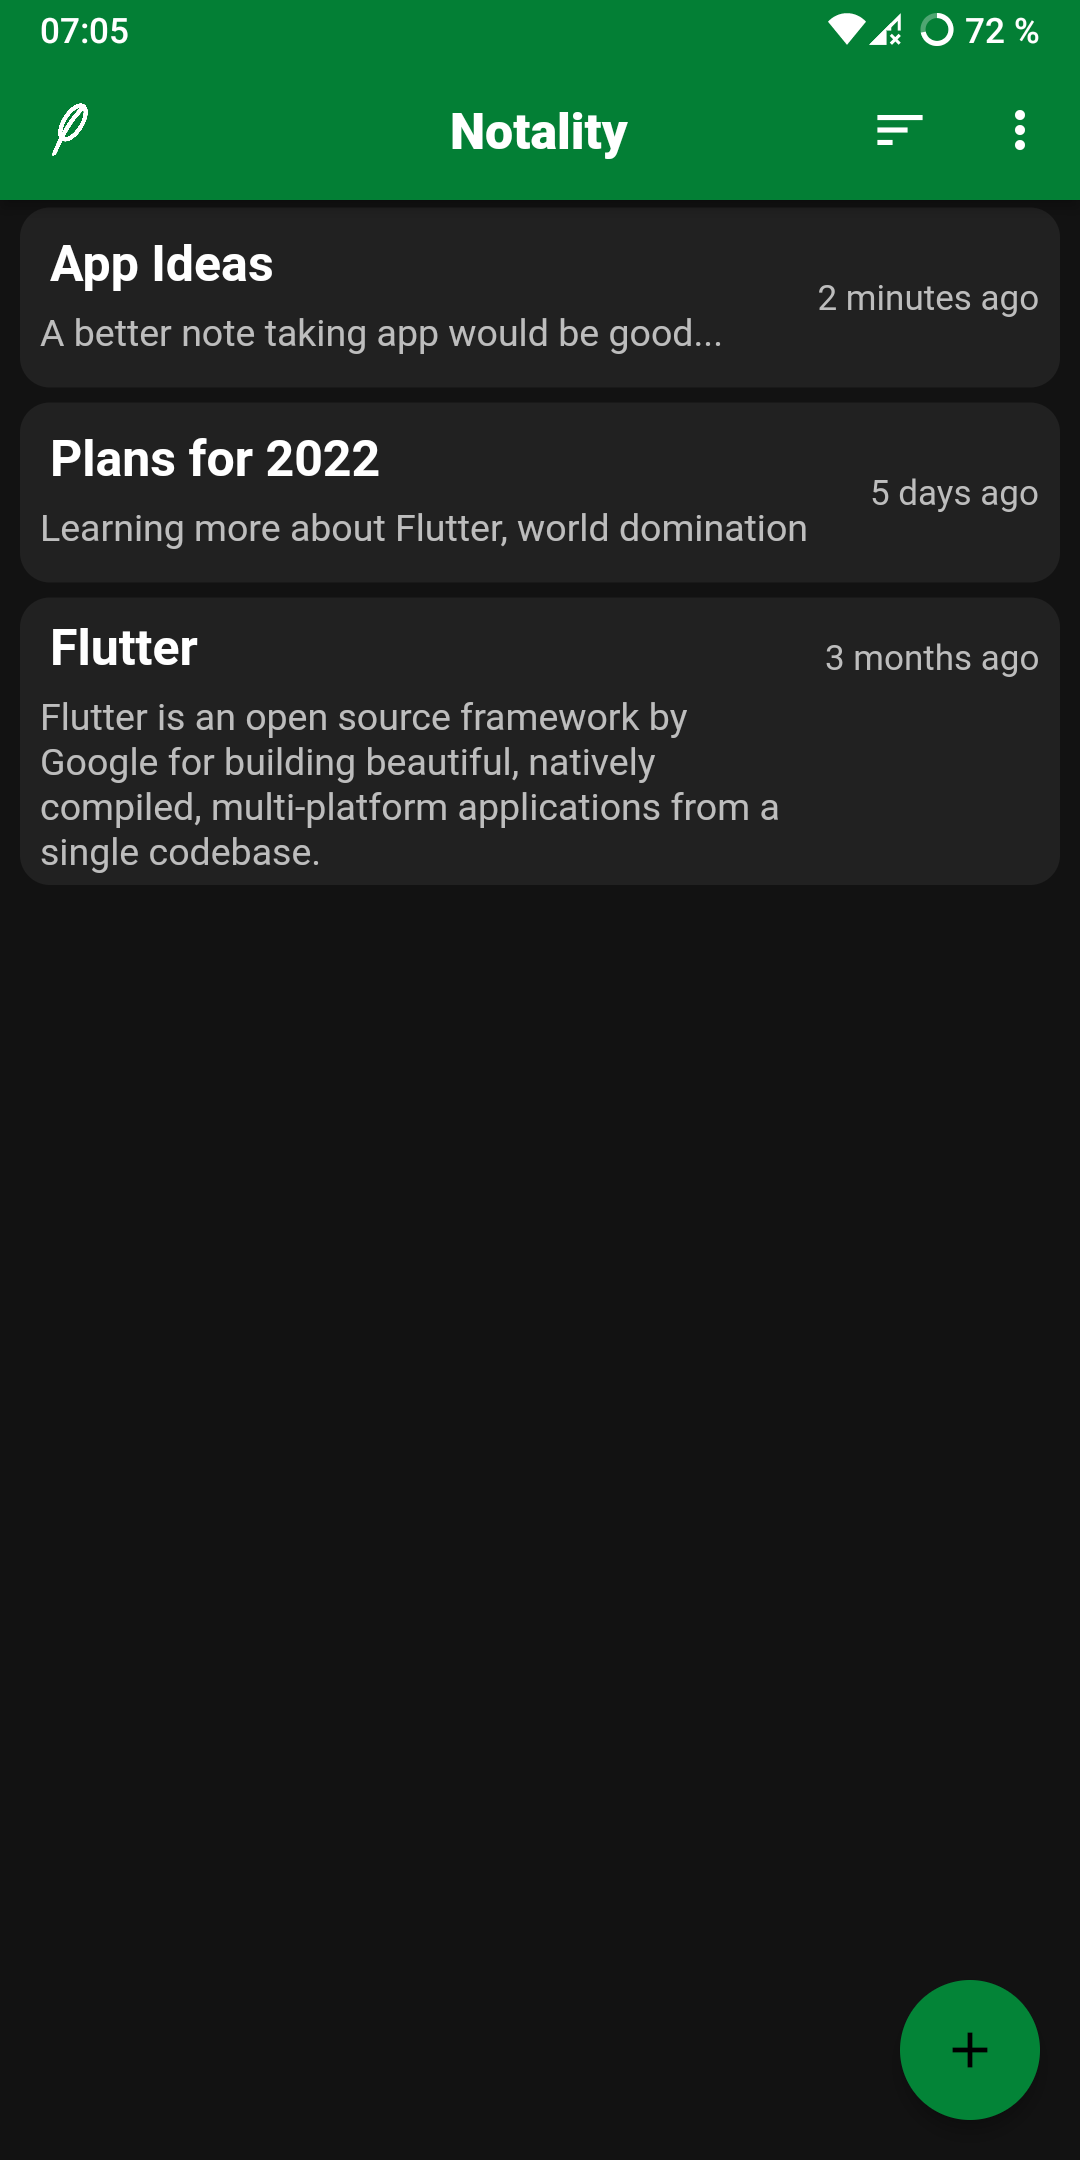 07:05
72 %
Notality
App Ideas
2 minutes ago
A better note taking app would be good...
Plans for 2022
5 days ago
Learning more about Flutter, world domination
Flutter
3 months ago
Flutter is an open source framework by
Google for building beautiful, natively
compiled, multi-platform applications from a
single codebase.